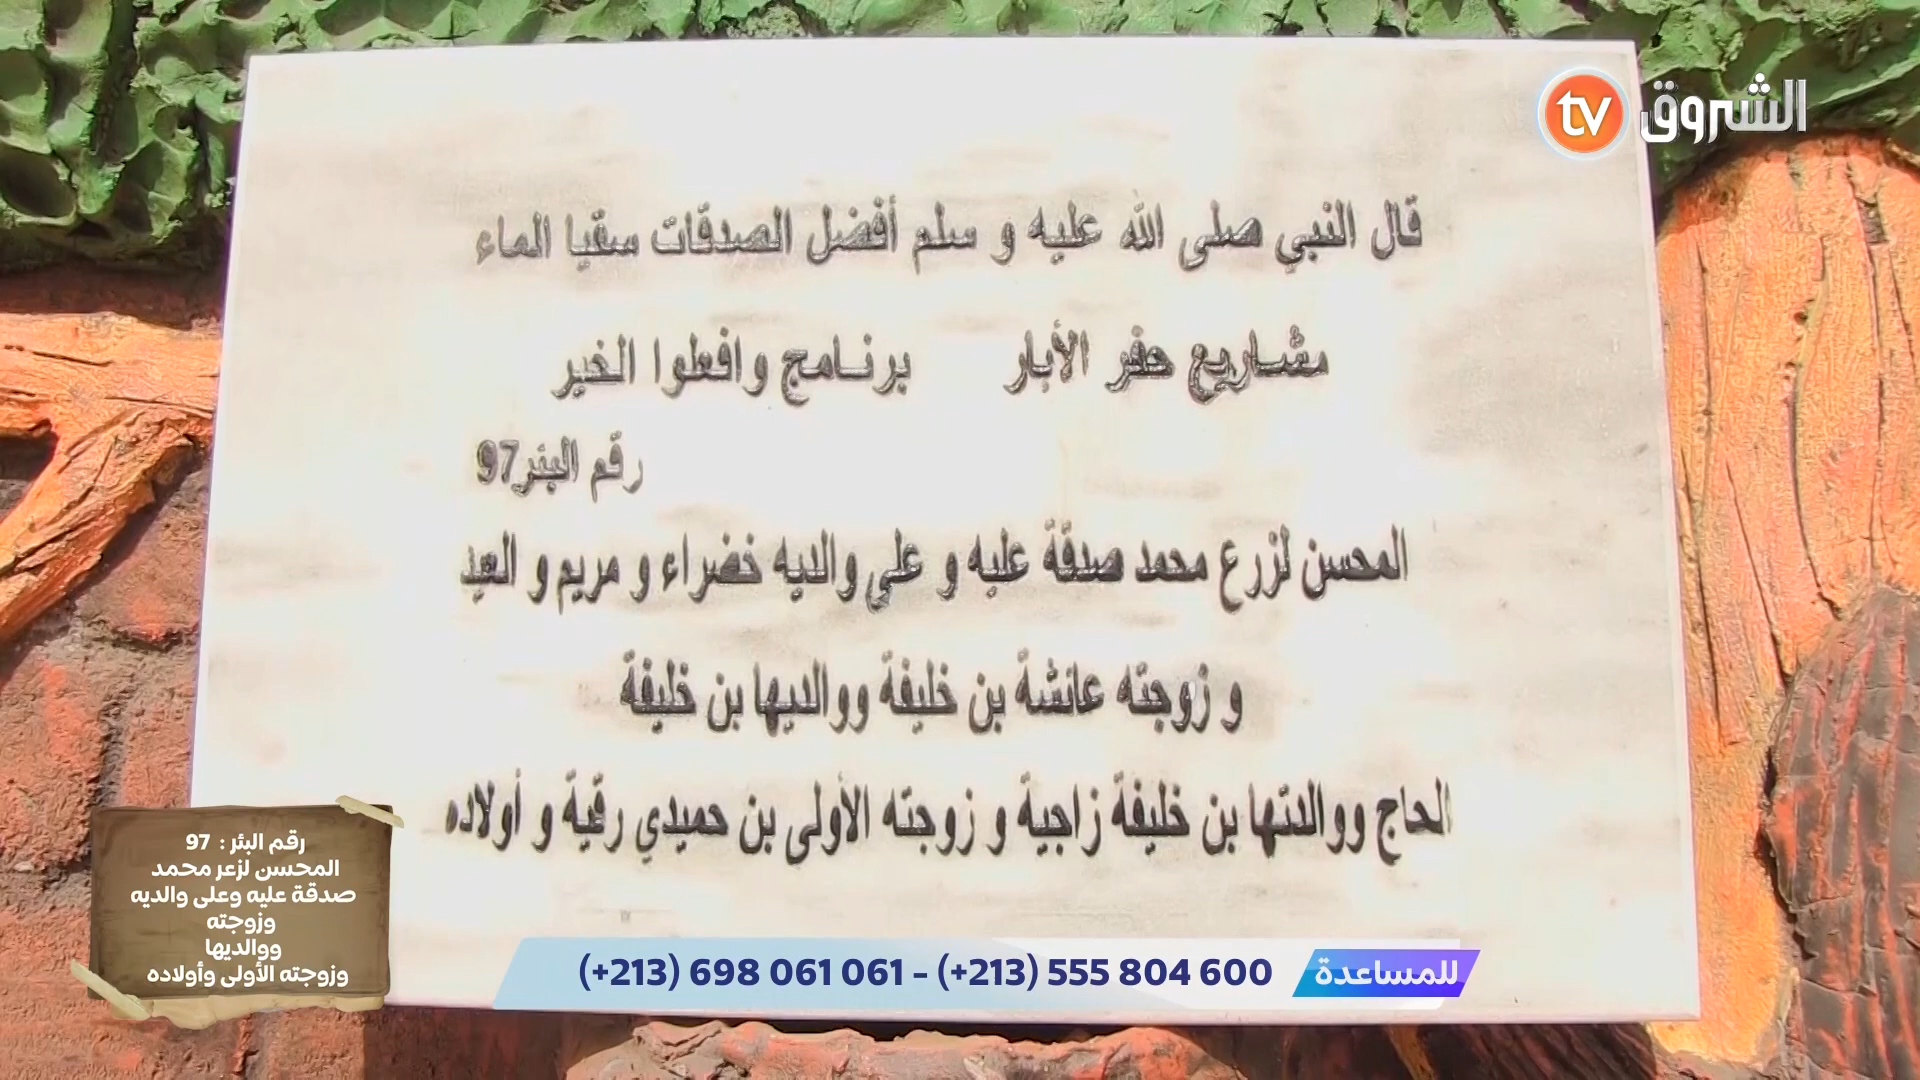 الشروق tv
قال النبي صلى الله عليه و سلم أفضل الصدقات سقيا الماء
مشاريع حفر الأبار برنامج وافعلوا الخير
رقم البئر97
المحسن لزرع محمد صدقة عليه و على والديه خضراء و مريم و العيد
و زوجته عائشة بن خليفة ووالديها بن خليفة
الحاج ووالدتها بن خليفة زاجية و زوجته الأولى بن حميدي رقية و أولاده
رقم البئر : 97
المحسن لزعر محمد
صدقة عليه وعلى والديه
وزوجته
ووالديها
وزوجته الأولى وأولاده
للمساعدة (+213) 698 061 061 - (+213) 555 804 600